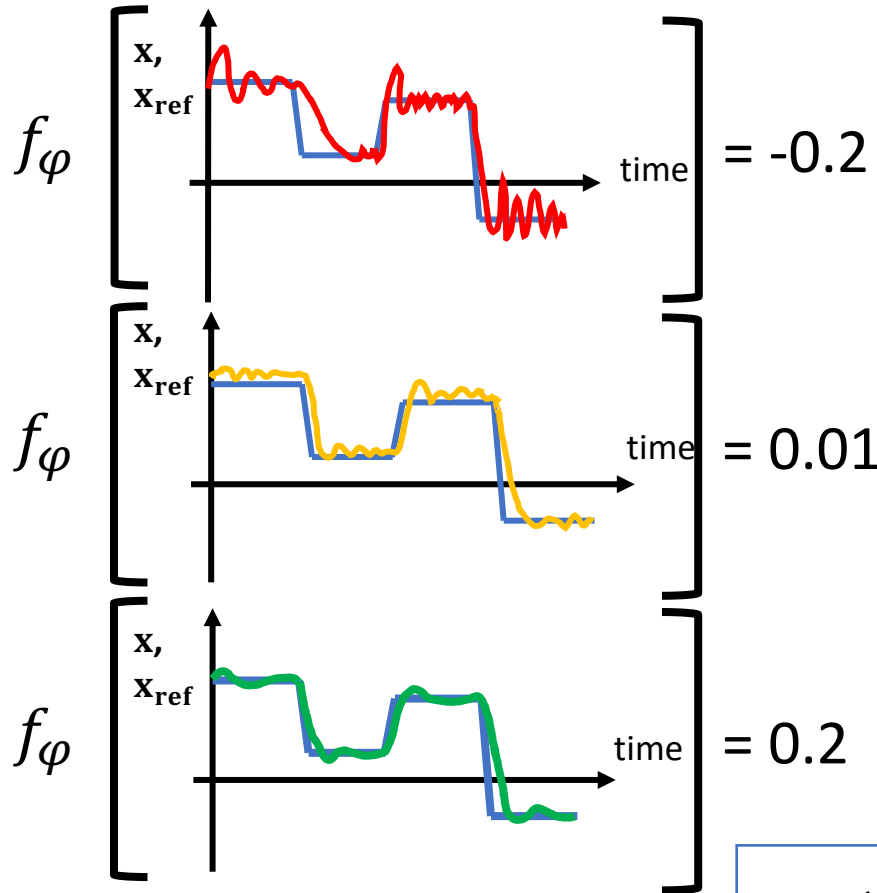 x,
x_ref
f_φ
time
= -0.2
x,
x_ref
f_φ
time
= 0.01
x,
x_ref
f_φ
time
= 0.2